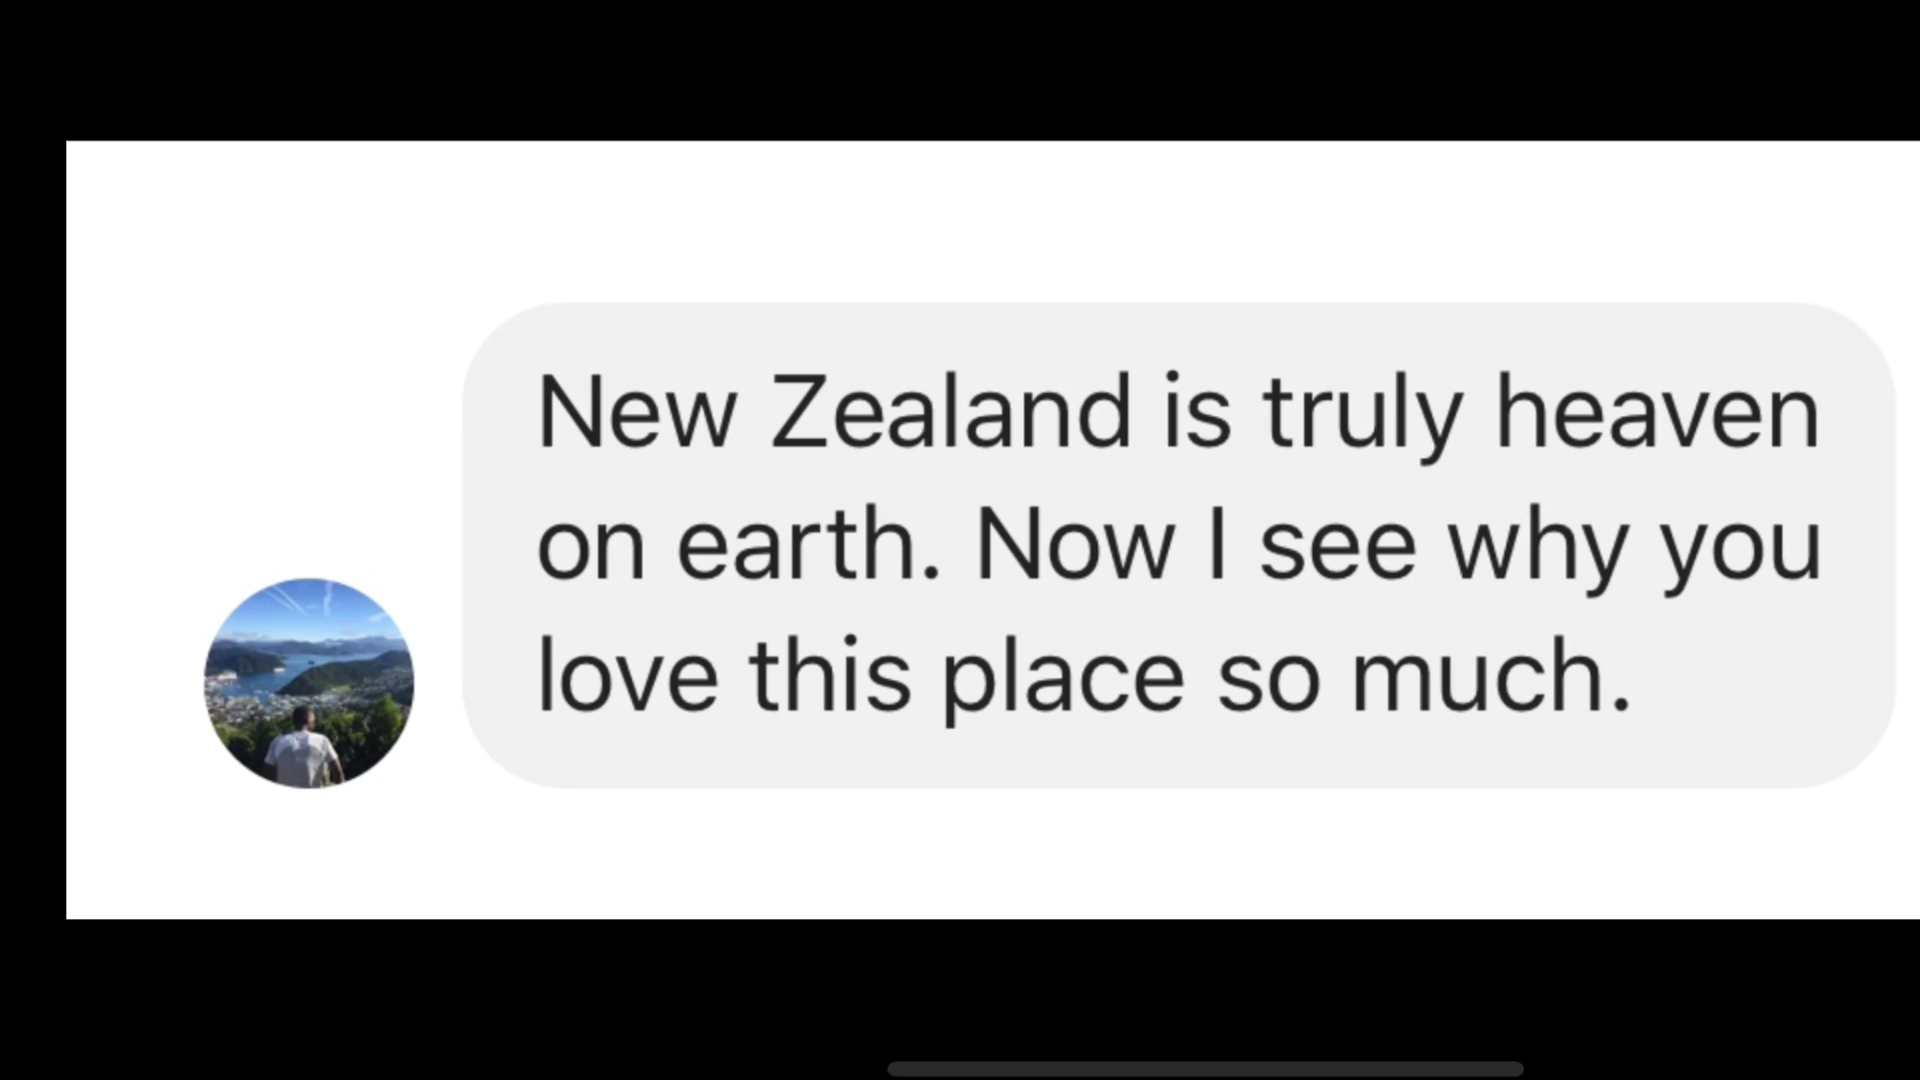 New Zealand is truly heaven
on earth. Now I see why you
love this place so much.